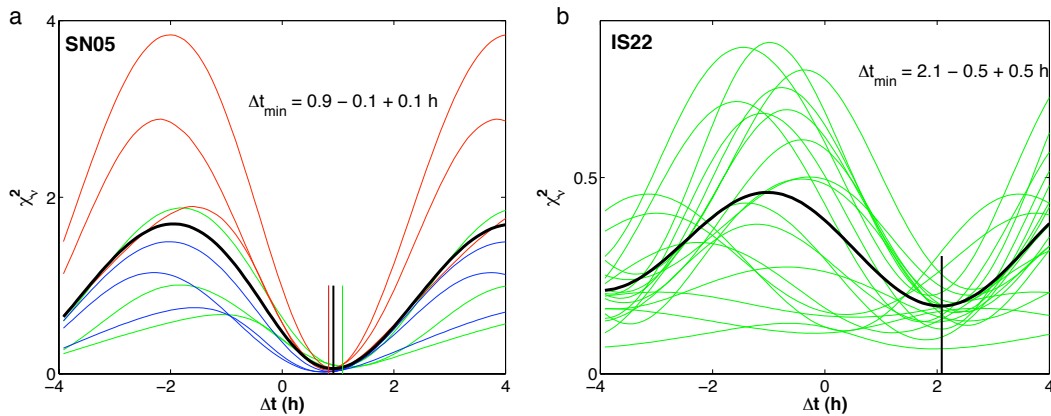 a
SN05
Δt_min = 0.9 − 0.1 + 0.1 h
4
2
0
χ²_ν
−4 −2 0 2 4
Δt (h)
b
IS22
Δt_min = 2.1 − 0.5 + 0.5 h
1
0.5
0
χ²_ν
−4 −2 0 2 4
Δt (h)